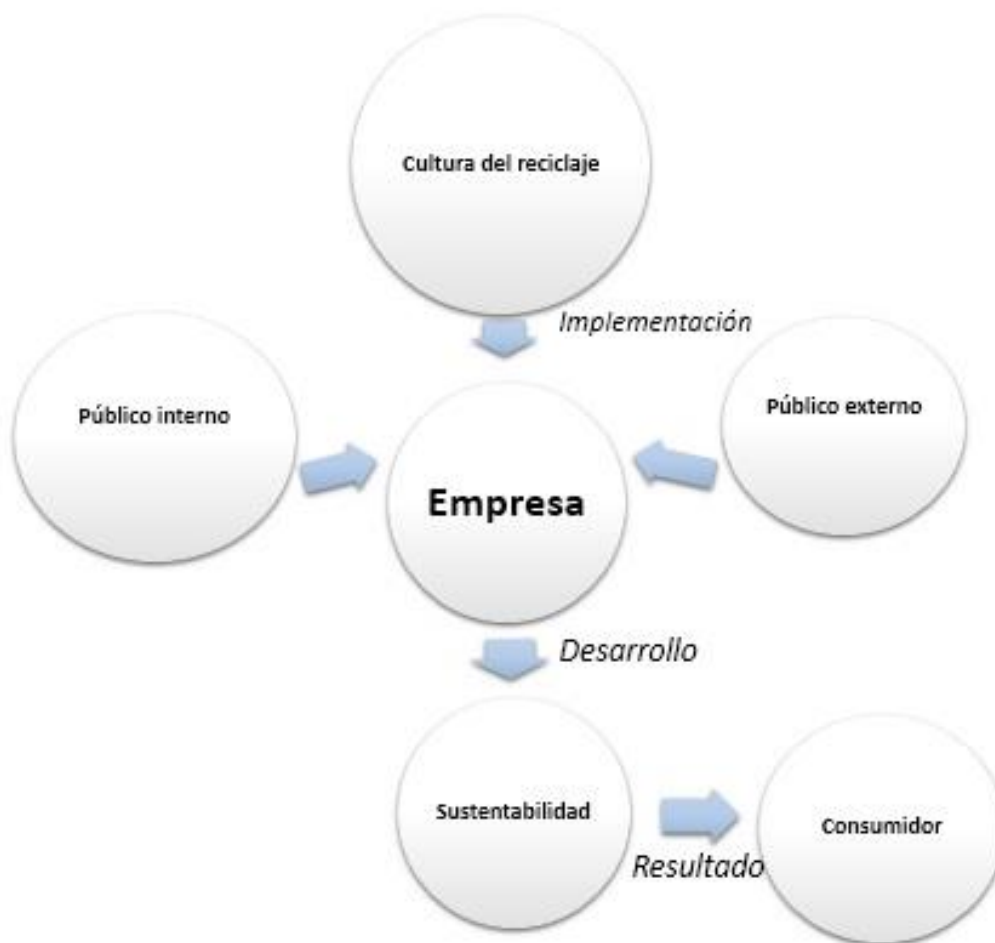 Cultura del reciclaje
Implementación
Público interno
Público externo
Empresa
Desarrollo
Sustentabilidad
Consumidor
Resultado